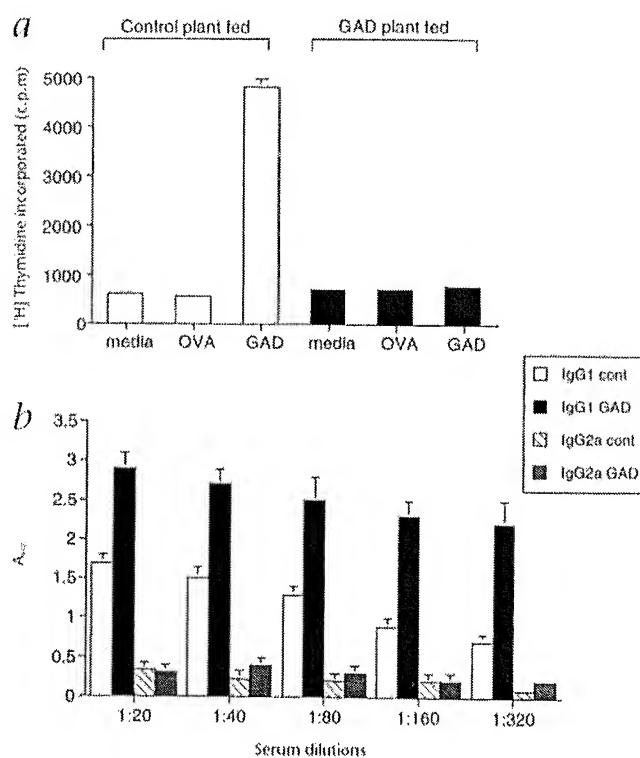 a
Control plant fed
GAD plant fed
[³H] Thymidine incorporated (c.p.m)
5000
4000
3000
2000
1000
0
media OVA GAD media OVA GAD
b
IgG1 cont
IgG1 GAD
IgG2a cont
IgG2a GAD
3.5
3
2.5
2
1.5
1
0.5
0
1:20 1:40 1:80 1:160 1:320
Serum dilutions